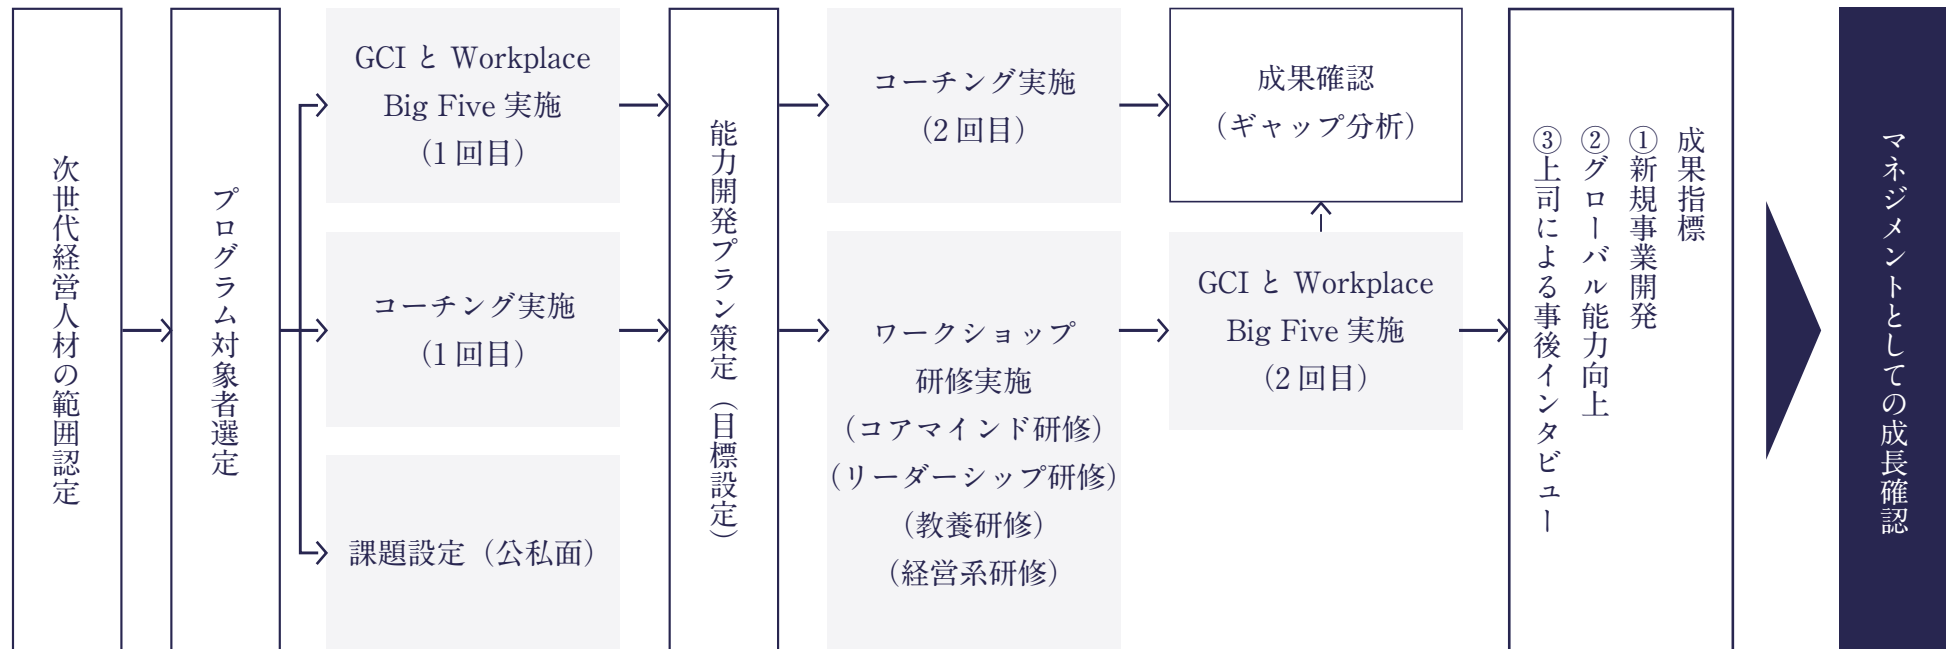 次世代経営人材の範囲認定
プログラム対象者選定
GCI と Workplace
Big Five 実施
（1 回目）
コーチング実施
（1 回目）
課題設定（公私面）
能力開発プラン策定（目標設定）
コーチング実施
（2 回目）
ワークショップ
研修実施
（コアマインド研修）
（リーダーシップ研修）
（教養研修）
（経営系研修）
成果確認
（ギャップ分析）
GCI と Workplace
Big Five 実施
（2 回目）
成果指標
①新規事業開発
②グローバル能力向上
③上司による事後インタビュー
マネジメントとしての成長確認